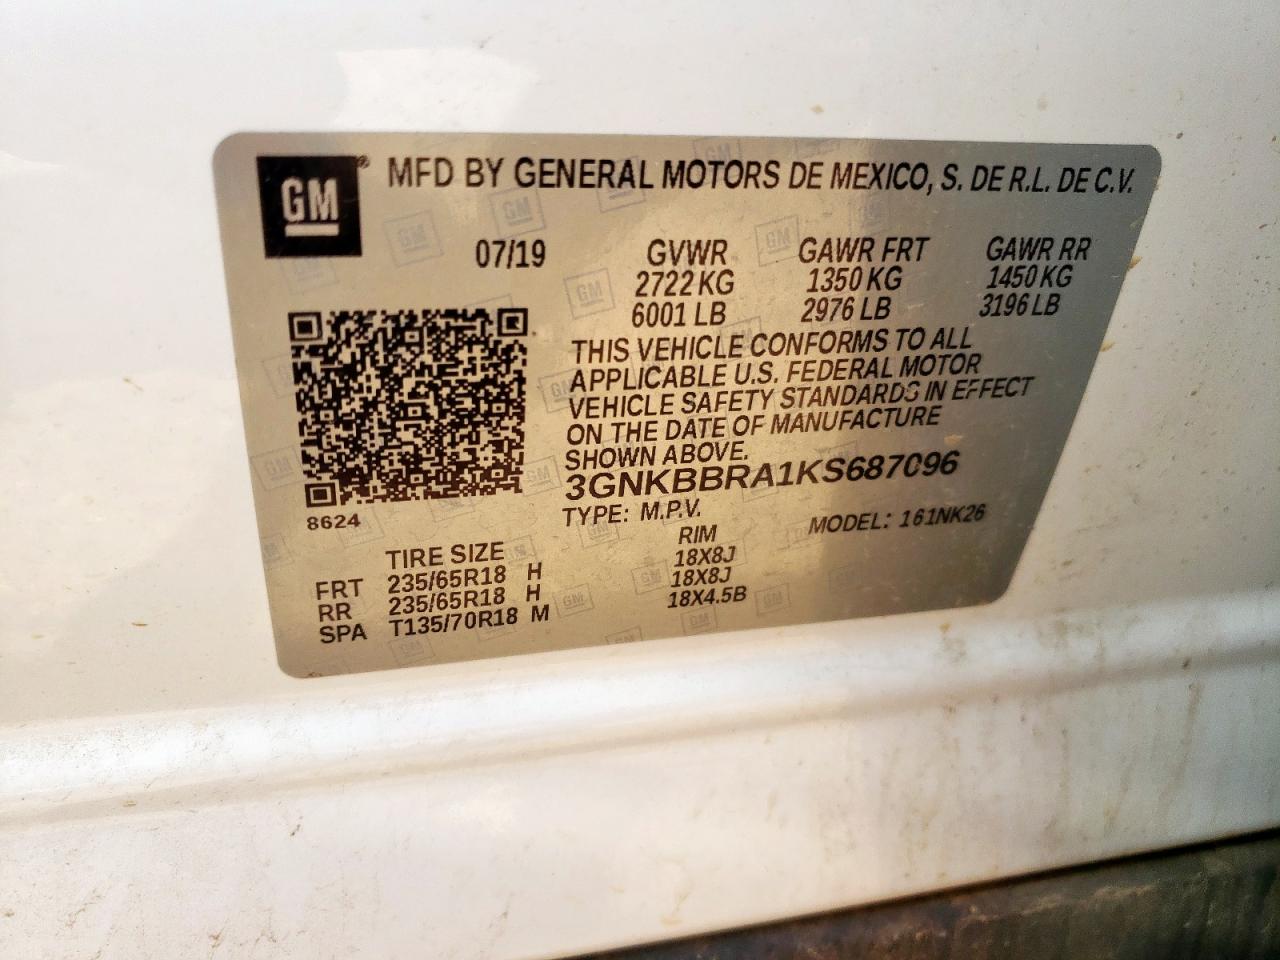 GM® MFD BY GENERAL MOTORS DE MEXICO, S. DE R.L. DE C.V.
07/19 GVWR GAWR FRT GAWR RR
2722 KG 1350 KG 1450 KG
6001 LB 2976 LB 3196 LB
THIS VEHICLE CONFORMS TO ALL
APPLICABLE U.S. FEDERAL MOTOR
VEHICLE SAFETY STANDARDS IN EFFECT
ON THE DATE OF MANUFACTURE
SHOWN ABOVE.
3GNKBBRA1KS687096
8624 TYPE: M.P.V. MODEL: 161NK26
TIRE SIZE RIM
FRT 235/65R18 H 18X8J
RR 235/65R18 H 18X8J
SPA T135/70R18 M 18X4.5B